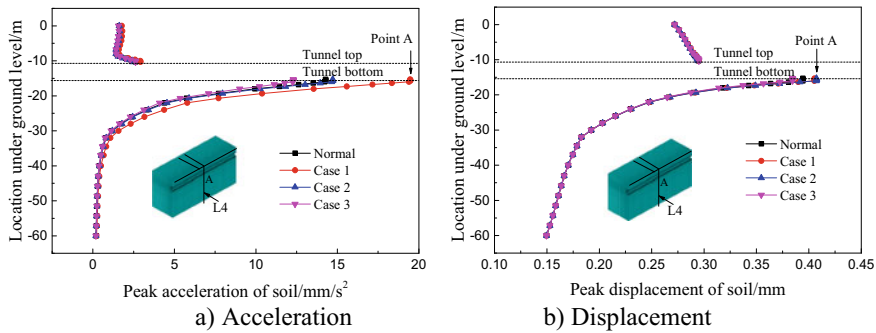 a)
Location under ground level/m
0
-10
-20
-30
-40
-50
-60
Point A
Tunnel top
Tunnel bottom
Normal
Case 1
Case 2
Case 3
A
L4
0 5 10 15 20
Peak acceleration of soil/mm/s²
a) Acceleration
b)
Location under ground level/m
0
-10
-20
-30
-40
-50
-60
Point A
Tunnel top
Tunnel bottom
Normal
Case 1
Case 2
Case 3
A
L4
0.10 0.15 0.20 0.25 0.30 0.35 0.40 0.45
Peak displacement of soil/mm
b) Displacement